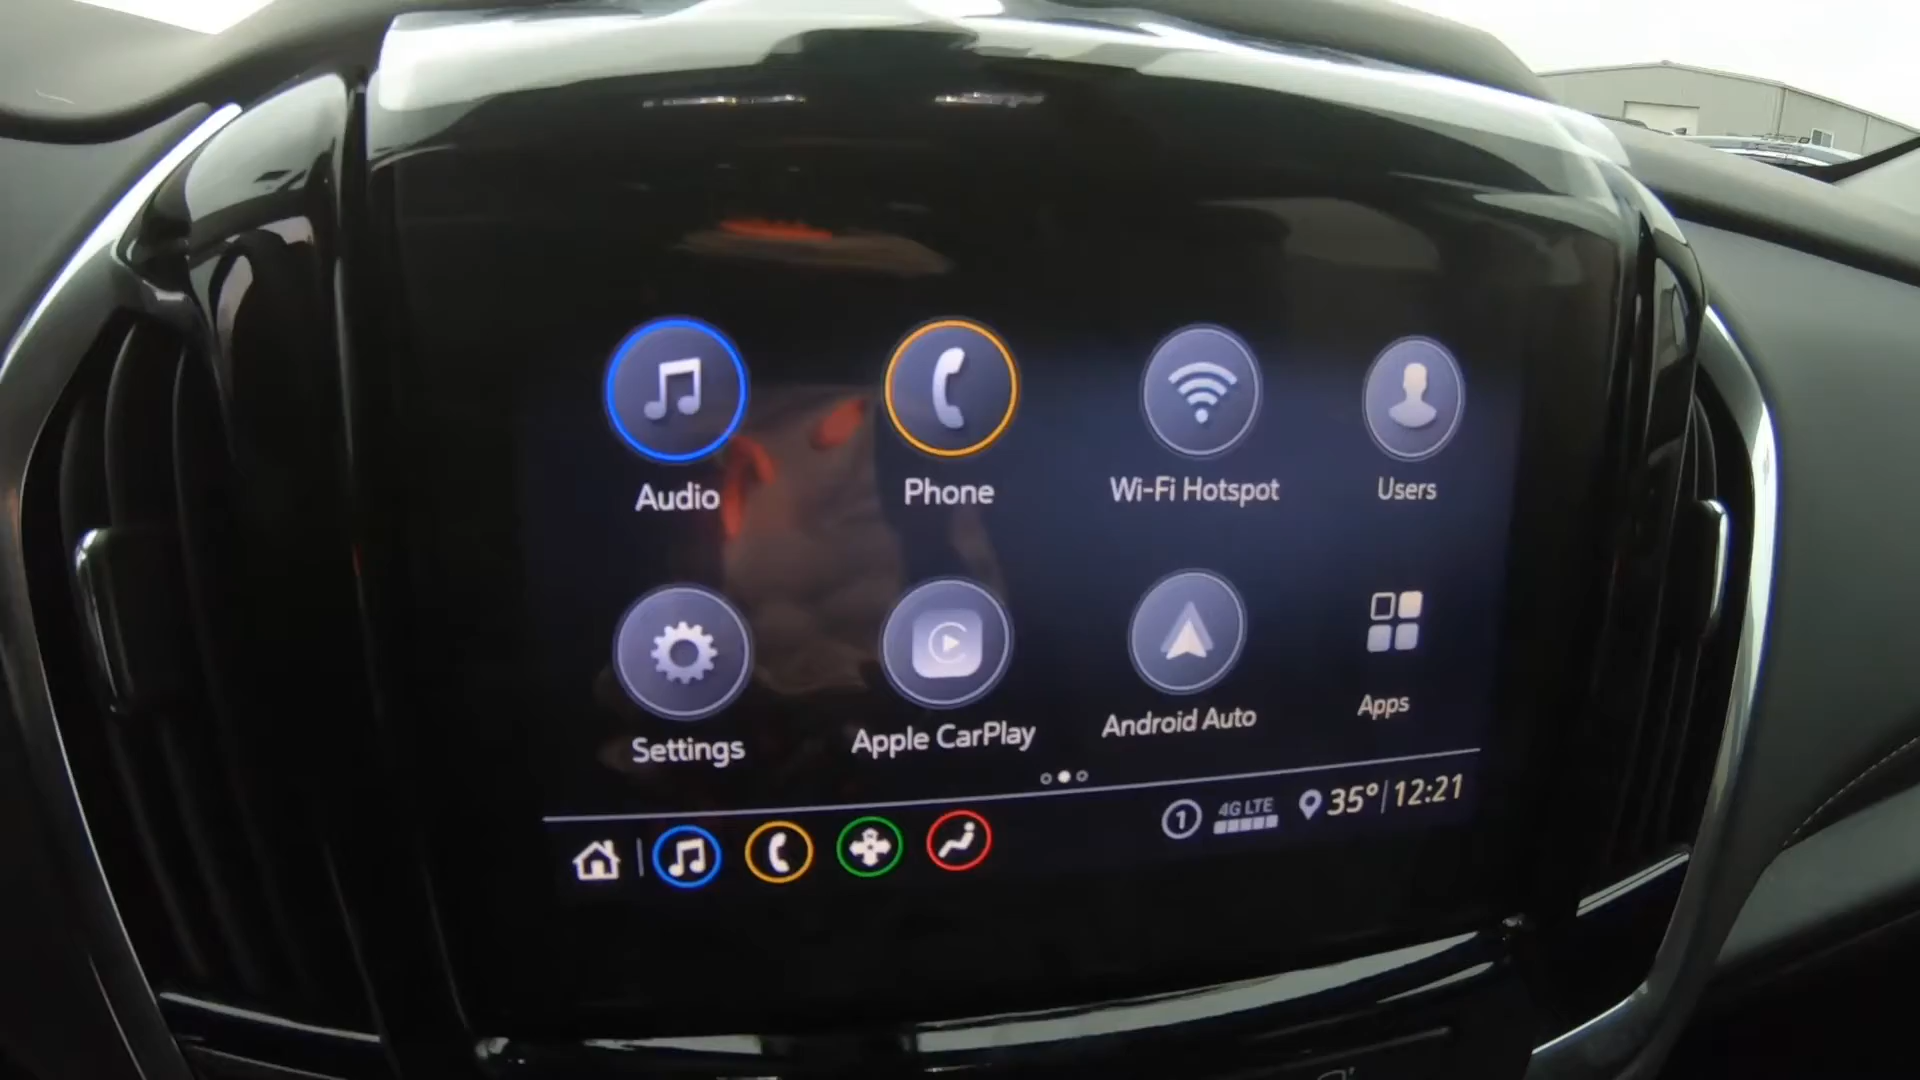 Audio
Phone
Wi-Fi Hotspot
Users
Settings
Apple CarPlay
Android Auto
Apps
1
4G LTE
35° | 12:21